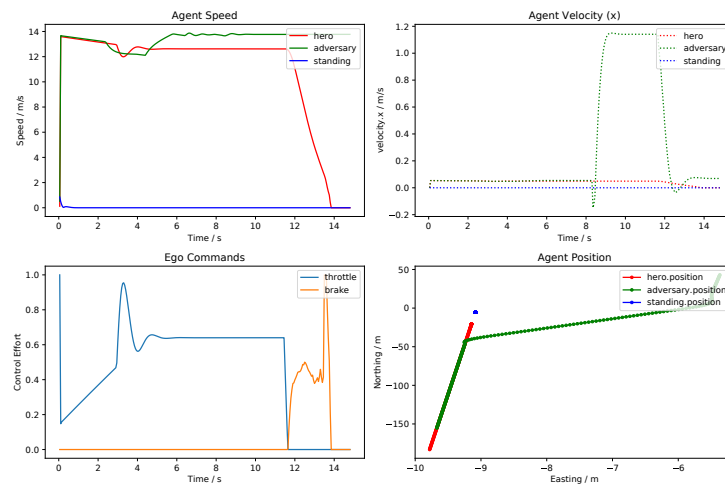 Agent Speed
Speed / m/s
14
12
10
8
6
4
2
0
0 2 4 6 8 10 12 14
Time / s
hero
adversary
standing
Agent Velocity (x)
velocity.x / m/s
1.2
1.0
0.8
0.6
0.4
0.2
0.0
−0.2
0 2 4 6 8 10 12 14
Time / s
hero
adversary
standing
Ego Commands
Control Effort
1.0
0.8
0.6
0.4
0.2
0.0
0 2 4 6 8 10 12 14
Time / s
throttle
brake
Agent Position
Northing / m
50
0
−50
−100
−150
−10 −9 −8 −7 −6
Easting / m
hero.position
adversary.position
standing.position